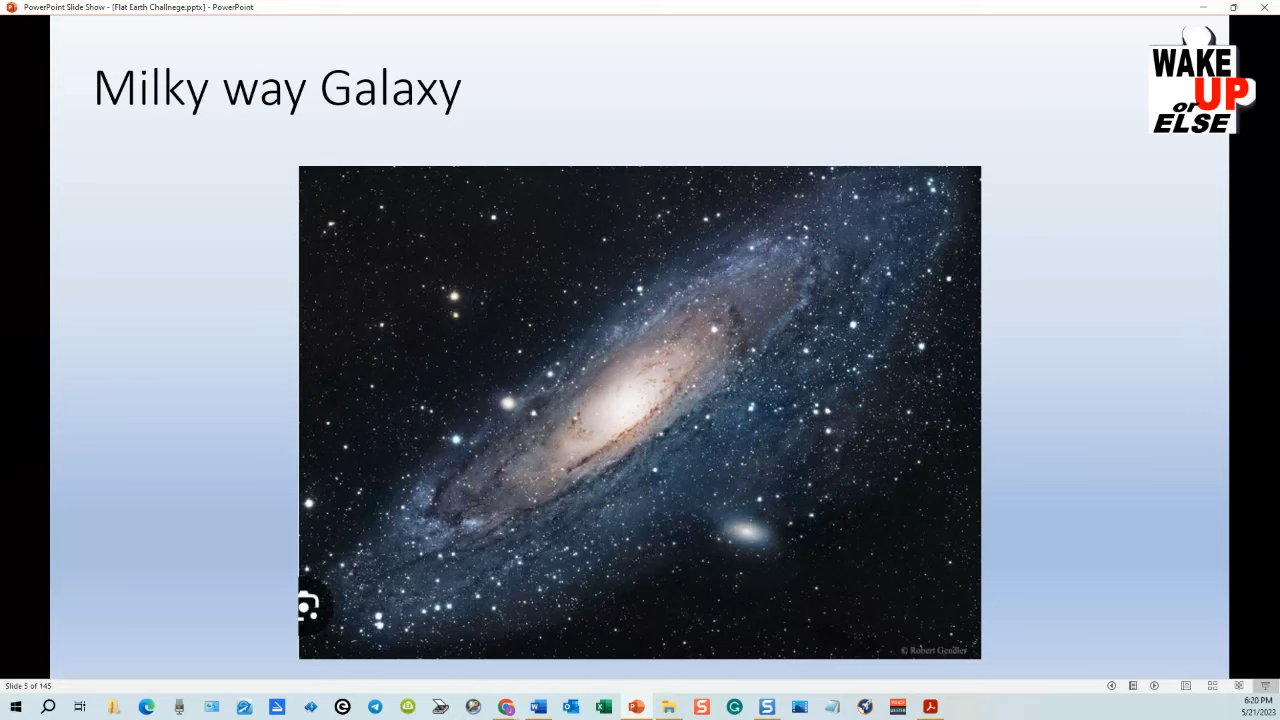 PowerPoint Slide Show - [Flat Earth Challnege.pptx] - PowerPoint
Milky way Galaxy
WAKE
UP
or
ELSE
© Robert Gendler
Slide 5 of 145
6:20 PM
5/21/2023